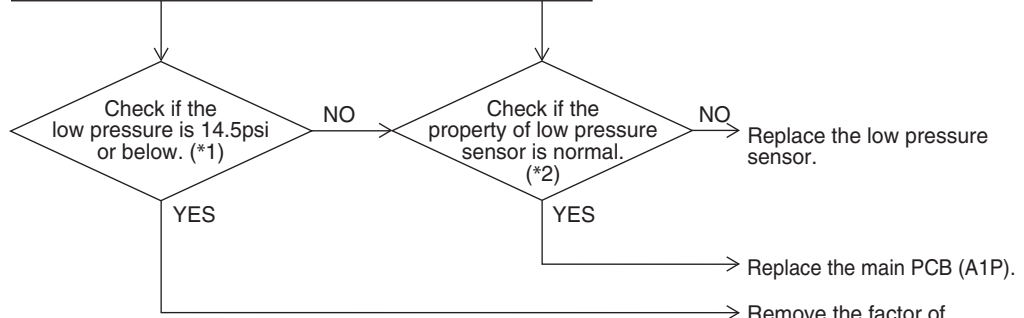 Check if the
low pressure is 14.5psi
or below. (*1)
NO
YES
Check if the
property of low pressure
sensor is normal.
(*2)
NO
YES
Replace the low pressure
sensor.
Replace the main PCB (A1P).
Remove the factor of